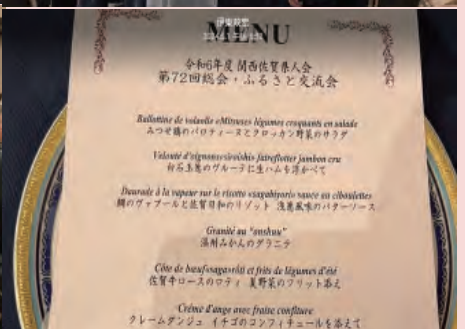 MENU
令和6年度 関西佐賀県人会
第72回総会・ふるさと交流会
Ballottine de volaille «Mitsuse» légumes croquants en salade
みつせ鶏のバロティーヌとクロッカン野菜のサラダ
Velouté d'oignons«siroishi» faireflotter jambon cru
白石玉葱のヴルーテに生ハムを浮かべて
Daurade à la vapeur sur le risotto «sagabiyori» sauce au ciboulettes
鯛のヴァプールと佐賀日和のリゾット 浅葱風味のバターソース
Granité au "onshuu"
温州みかんのグラニテ
Côte de bœuf«saga»rôti et frits de légumes d'été
佐賀牛ロースのロティ 夏野菜のフリット添え
Crème d'ange avec fraise confiture
クレームダンジュ イチゴのコンフィチュールを添えて